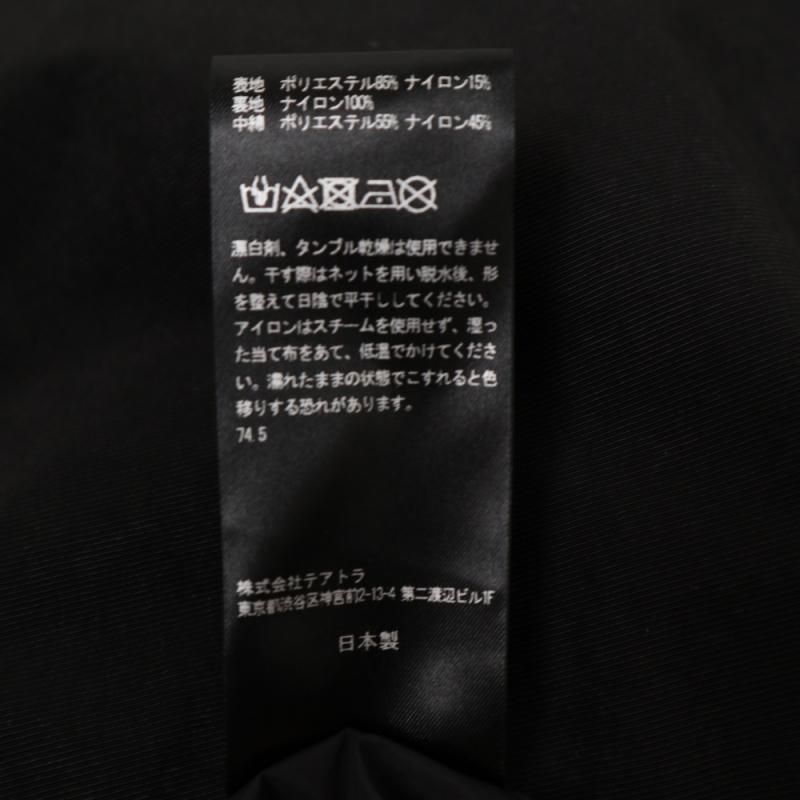 表地 ポリエステル85% ナイロン15%
裏地 ナイロン100%
中綿 ポリエステル55% ナイロン45%
漂白剤、タンブル乾燥は使用できませ
ん。干す際はネットを用い脱水後、形
を整えて日陰で平干ししてください。
アイロンはスチームを使用せず、湿っ
た当て布をあて、低温でかけてくださ
い。濡れたままの状態でこすれると色
移りする恐れがあります。
74.5
株式会社テアトラ
東京都渋谷区神宮前2-13-4 第二渡辺ビル1F
日本製